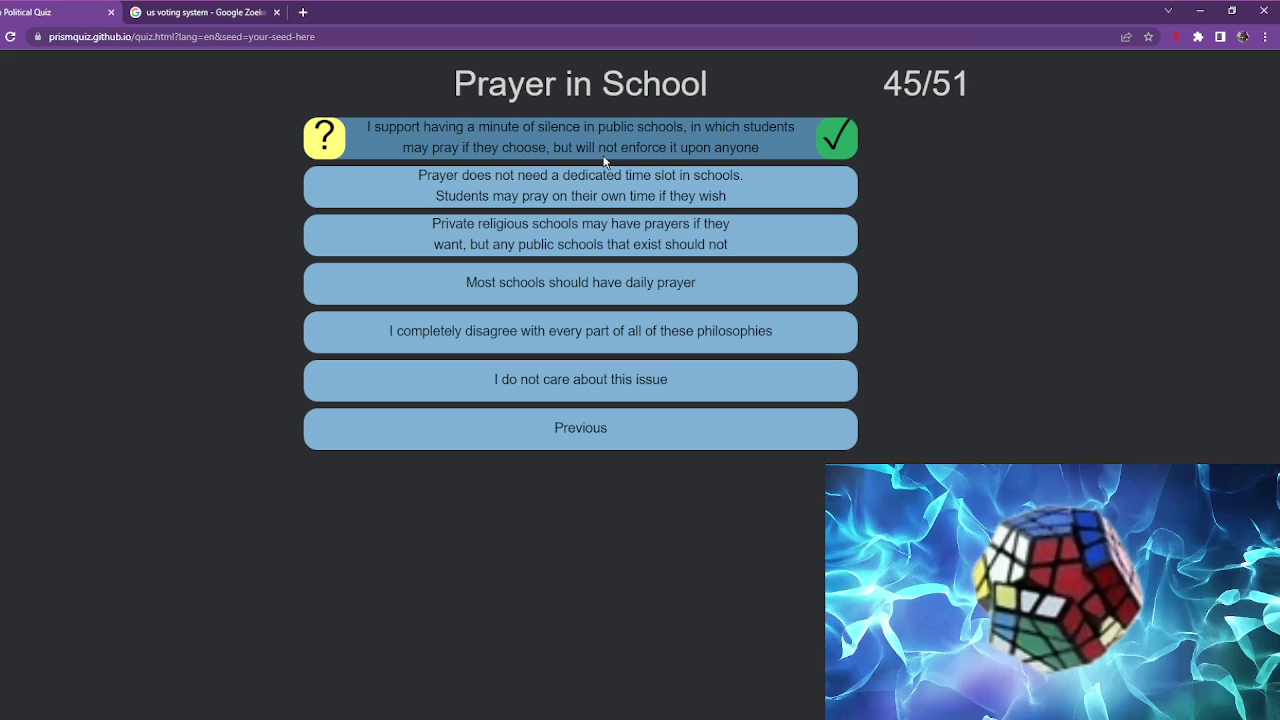 Political Quiz
us voting system - Google Zoeke
prismquiz.github.io/quiz.html?lang=en&seed=your-seed-here
Prayer in School
45/51
?
I support having a minute of silence in public schools, in which students
may pray if they choose, but will not enforce it upon anyone
Prayer does not need a dedicated time slot in schools.
Students may pray on their own time if they wish
Private religious schools may have prayers if they
want, but any public schools that exist should not
Most schools should have daily prayer
I completely disagree with every part of all of these philosophies
I do not care about this issue
Previous